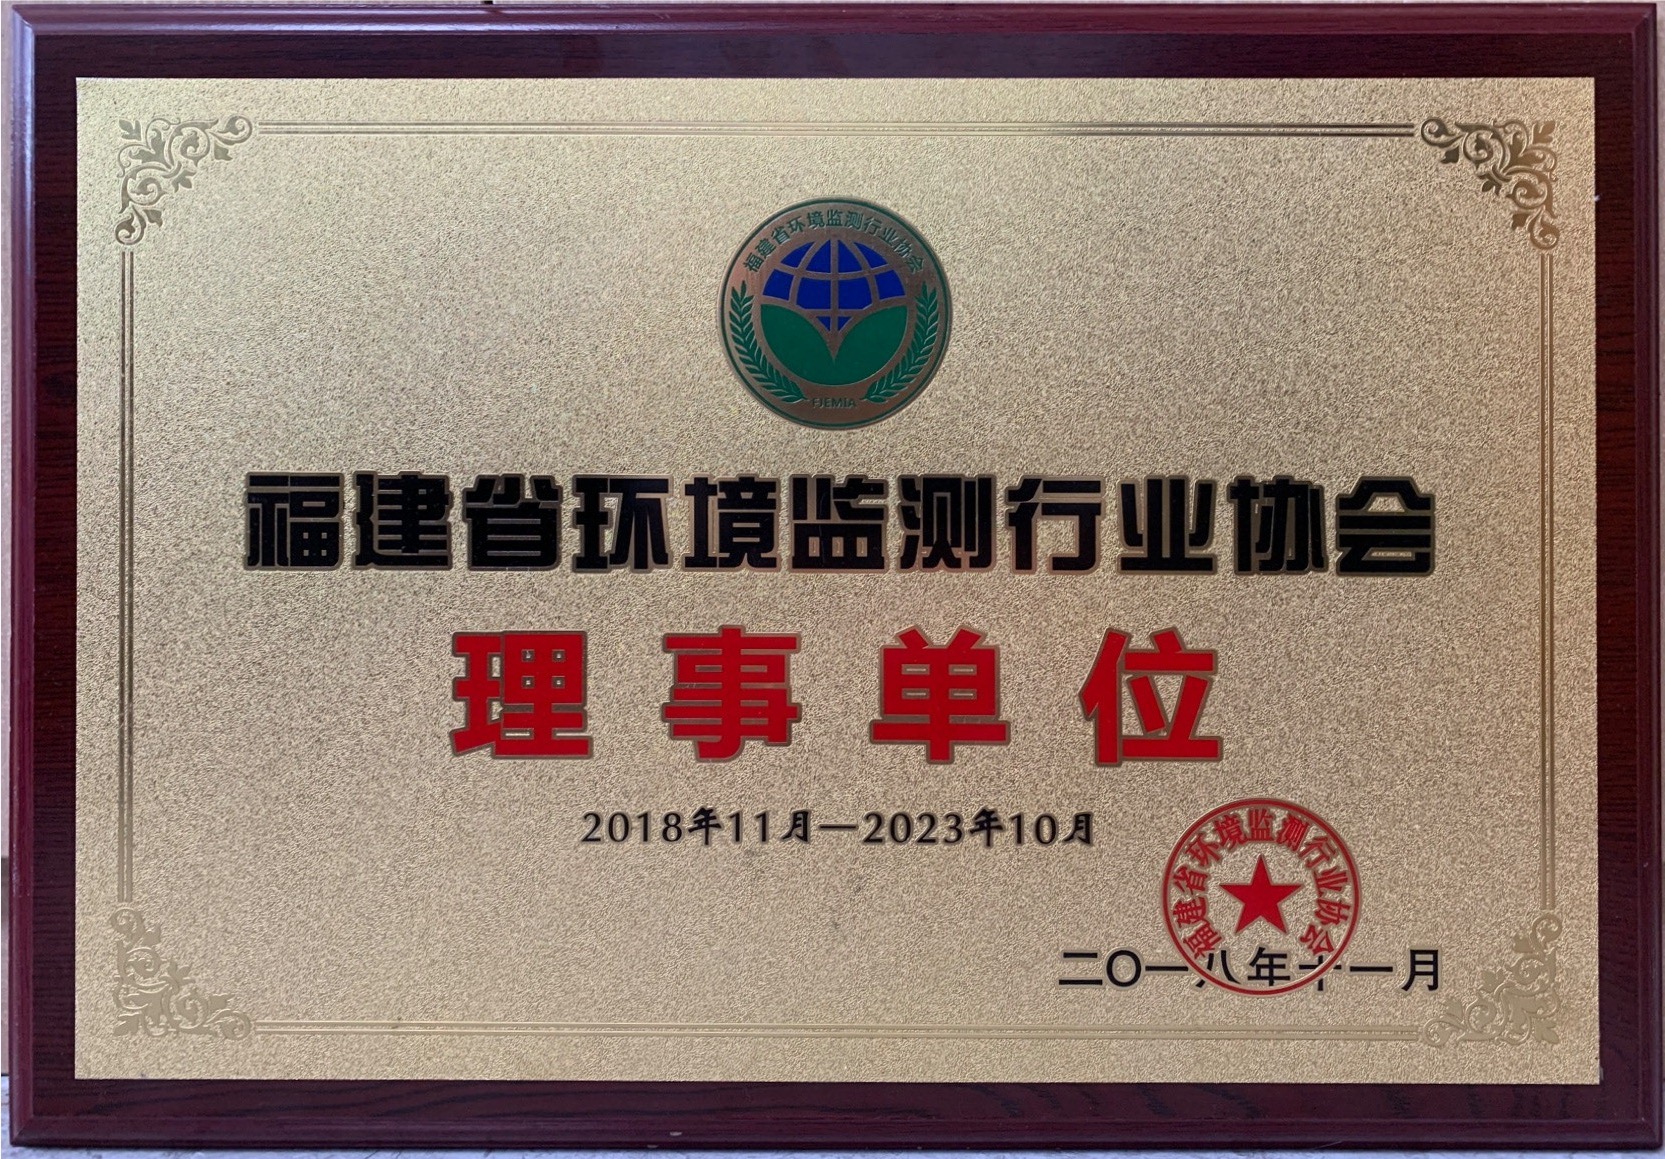 福建省环境监测行业协会
FJEMIA
福建省环境监测行业协会
理事单位
2018年11月—2023年10月
福建省环境监测行业协会
二〇一八年十一月